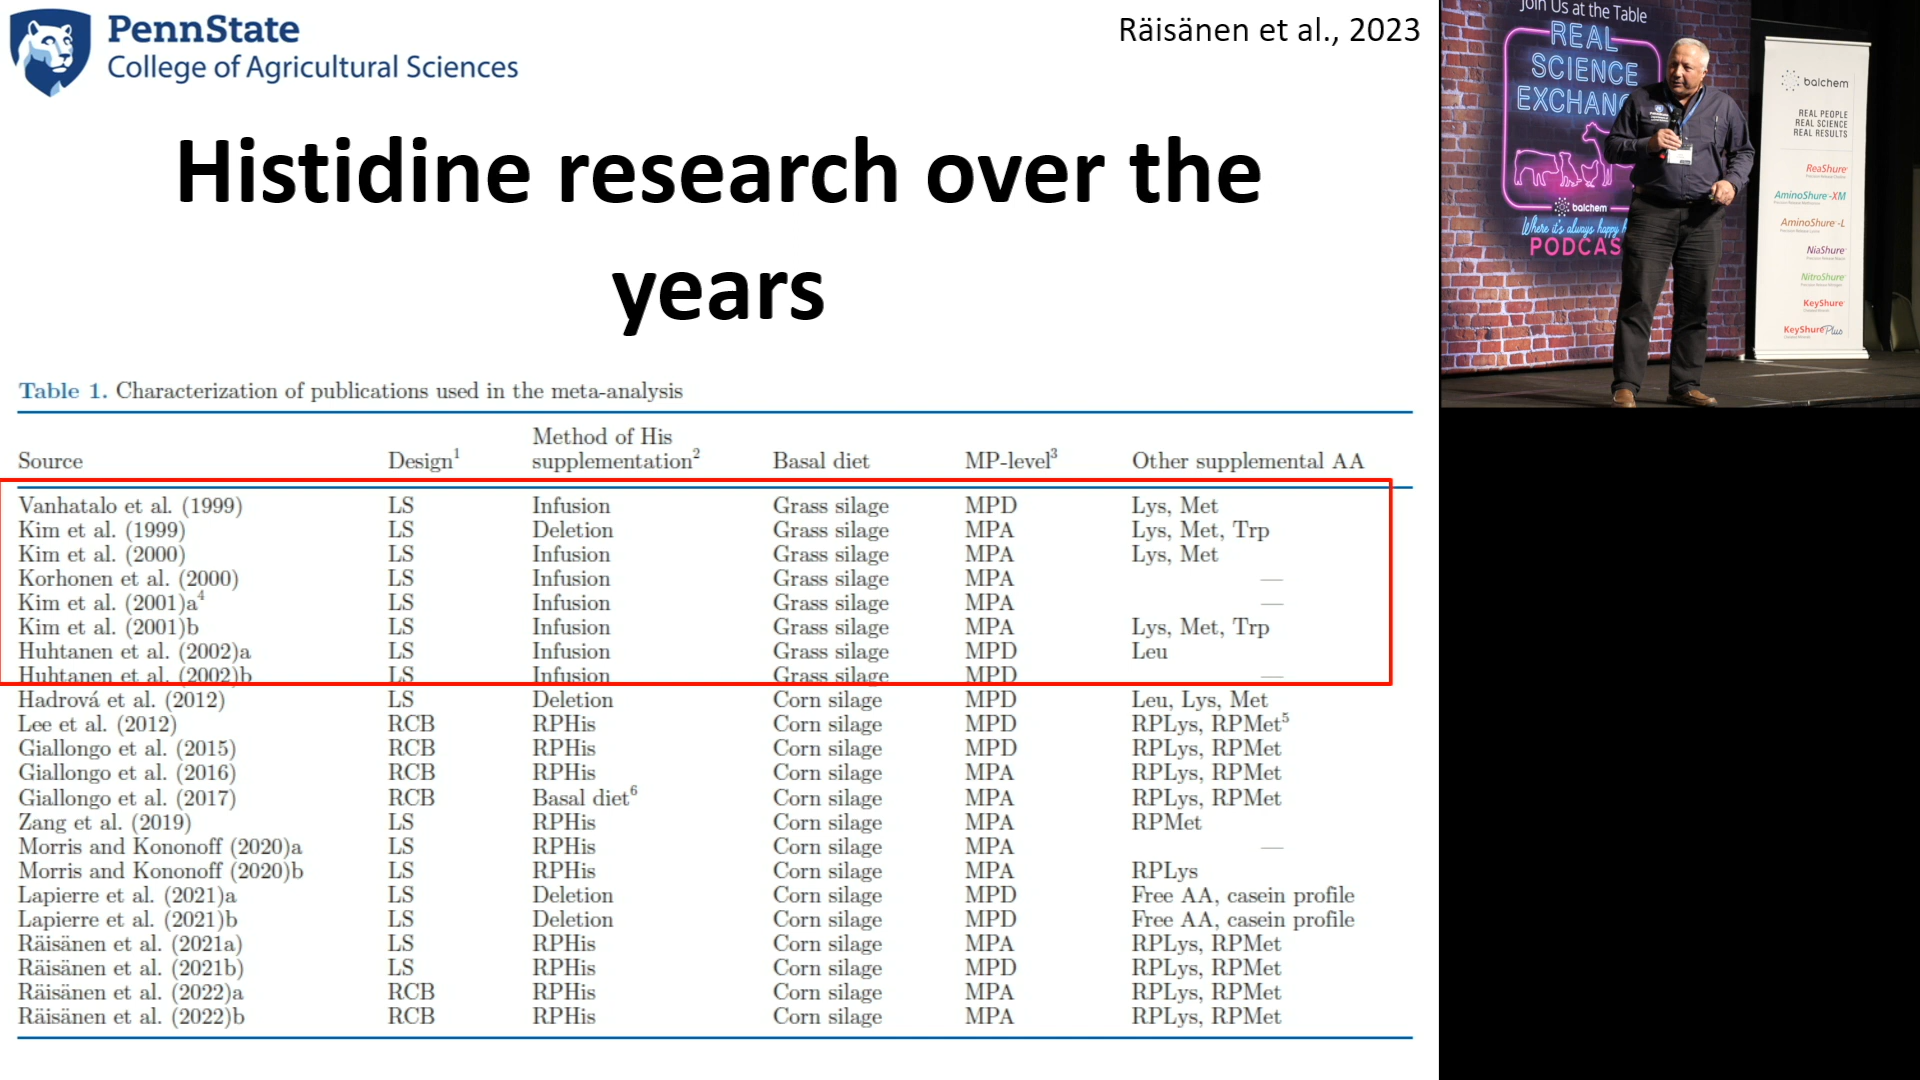 PennState
College of Agricultural Sciences
Räisänen et al., 2023
Histidine research over the
years
Table 1. Characterization of publications used in the meta-analysis
Source Design1 Method of His supplementation2 Basal diet MP-level3 Other supplemental AA
Vanhatalo et al. (1999) LS Infusion Grass silage MPD Lys, Met
Kim et al. (1999) LS Deletion Grass silage MPA Lys, Met, Trp
Kim et al. (2000) LS Infusion Grass silage MPA Lys, Met
Korhonen et al. (2000) LS Infusion Grass silage MPA —
Kim et al. (2001)a4 LS Infusion Grass silage MPA —
Kim et al. (2001)b LS Infusion Grass silage MPA Lys, Met, Trp
Huhtanen et al. (2002)a LS Infusion Grass silage MPD Leu
Huhtanen et al. (2002)b LS Infusion Grass silage MPD —
Hadrová et al. (2012) LS Deletion Corn silage MPD Leu, Lys, Met
Lee et al. (2012) RCB RPHis Corn silage MPD RPLys, RPMet5
Giallongo et al. (2015) RCB RPHis Corn silage MPD RPLys, RPMet
Giallongo et al. (2016) RCB RPHis Corn silage MPA RPLys, RPMet
Giallongo et al. (2017) RCB Basal diet6 Corn silage MPA RPLys, RPMet
Zang et al. (2019) LS RPHis Corn silage MPA RPMet
Morris and Kononoff (2020)a LS RPHis Corn silage MPA —
Morris and Kononoff (2020)b LS RPHis Corn silage MPA RPLys
Lapierre et al. (2021)a LS Deletion Corn silage MPD Free AA, casein profile
Lapierre et al. (2021)b LS Deletion Corn silage MPD Free AA, casein profile
Räisänen et al. (2021a) LS RPHis Corn silage MPA RPLys, RPMet
Räisänen et al. (2021b) LS RPHis Corn silage MPD RPLys, RPMet
Räisänen et al. (2022)a RCB RPHis Corn silage MPA RPLys, RPMet
Räisänen et al. (2022)b RCB RPHis Corn silage MPA RPLys, RPMet
Join Us at the Table
REAL
SCIENCE
EXCHANG
balchem
Where it's always happy h
PODCAS
balchem
REAL PEOPLE
REAL SCIENCE
REAL RESULTS
ReaShure
AminoShure-XM
AminoShure-L
NiaShure
NitroShure
KeyShure
KeyShure Plus